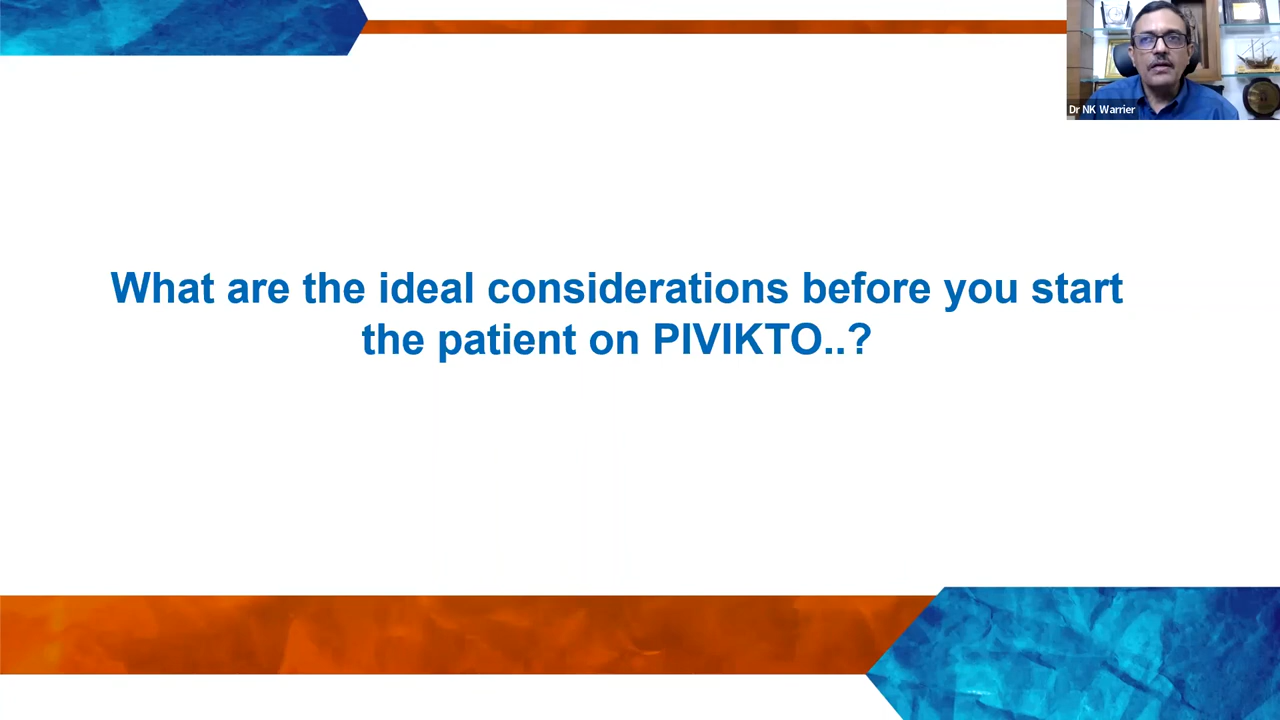 Dr NK Warrier
What are the ideal considerations before you start
the patient on PIVIKTO..?